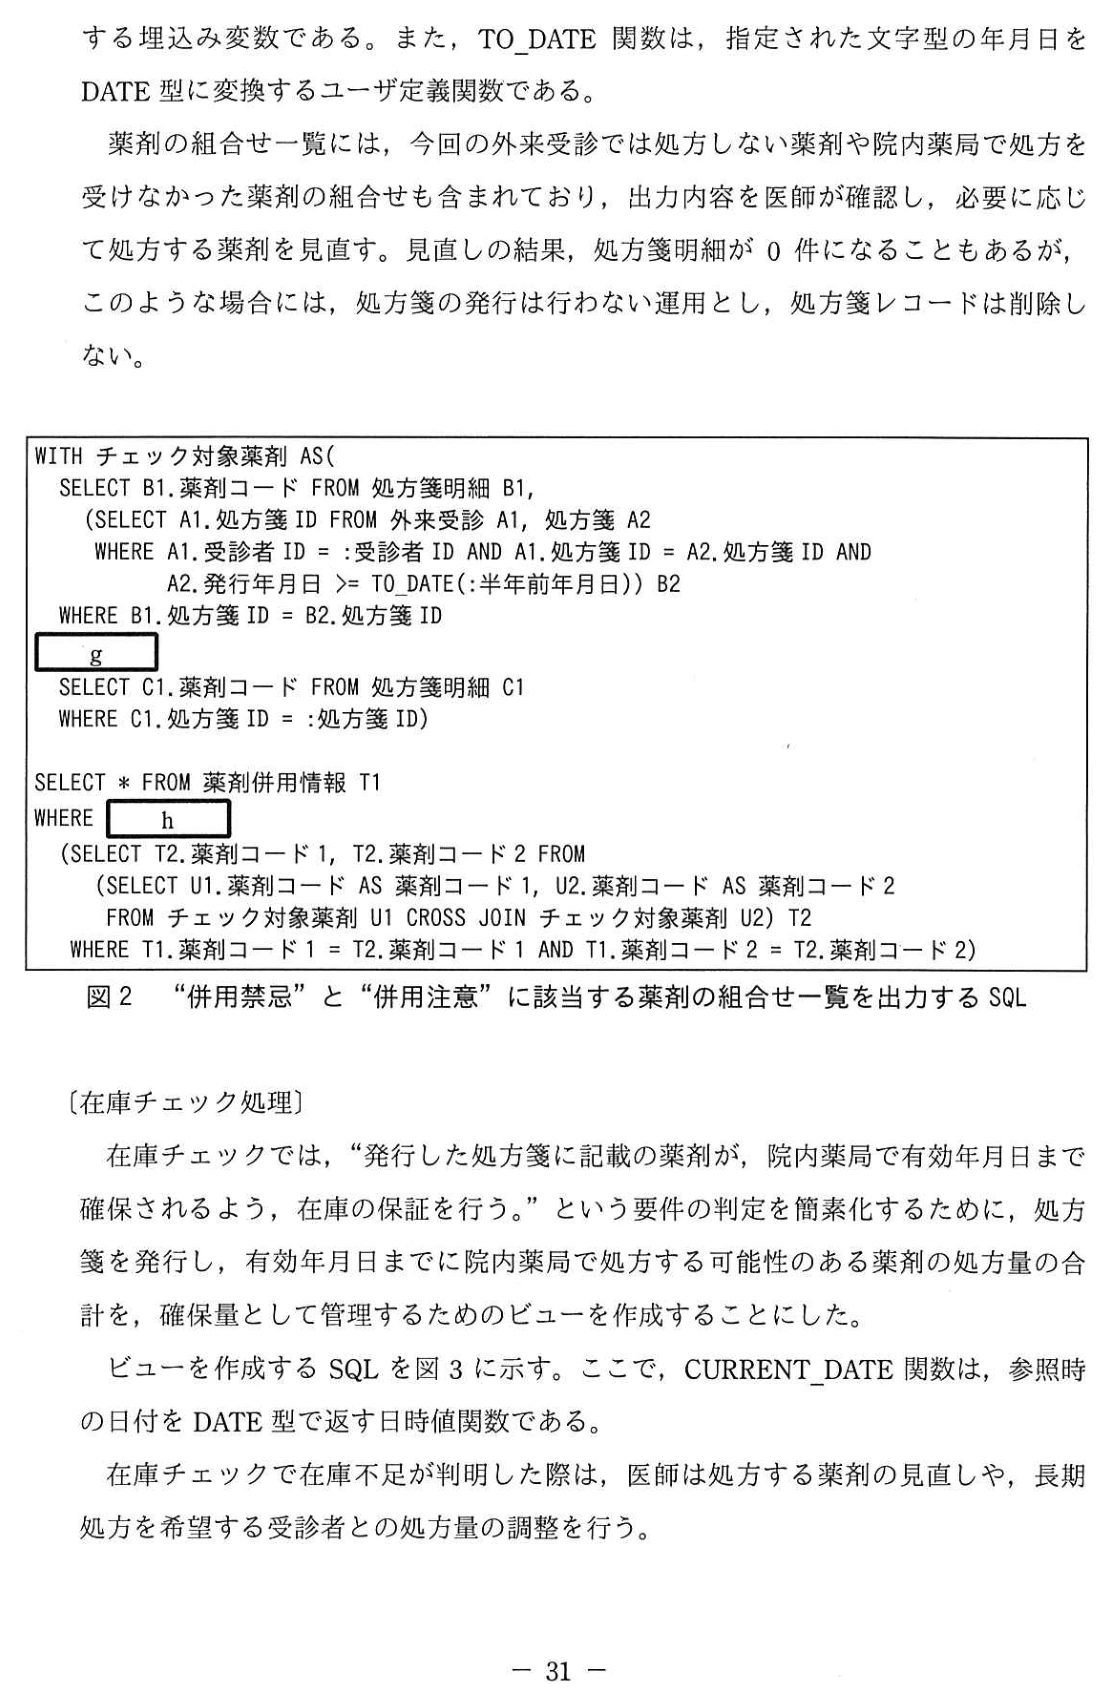 する埋込み変数である。また，TO_DATE 関数は，指定された文字型の年月日を
DATE 型に変換するユーザ定義関数である。
薬剤の組合せ一覧には，今回の外来受診では処方しない薬剤や院内薬局で処方を
受けなかった薬剤の組合せも含まれており，出力内容を医師が確認し，必要に応じ
て処方する薬剤を見直す。見直しの結果，処方箋明細が 0 件になることもあるが，
このような場合には，処方箋の発行は行わない運用とし，処方箋レコードは削除し
ない。
WITH チェック対象薬剤 AS(
SELECT B1.薬剤コード FROM 処方箋明細 B1,
(SELECT A1.処方箋ID FROM 外来受診 A1, 処方箋 A2
WHERE A1.受診者ID = :受診者ID AND A1.処方箋ID = A2.処方箋ID AND
A2.発行年月日 >= TO_DATE(:半年前年月日)) B2
WHERE B1.処方箋ID = B2.処方箋ID
g
SELECT C1.薬剤コード FROM 処方箋明細 C1
WHERE C1.処方箋ID = :処方箋ID)
SELECT * FROM 薬剤併用情報 T1
WHERE h
(SELECT T2.薬剤コード1, T2.薬剤コード2 FROM
(SELECT U1.薬剤コード AS 薬剤コード1, U2.薬剤コード AS 薬剤コード2
FROM チェック対象薬剤 U1 CROSS JOIN チェック対象薬剤 U2) T2
WHERE T1.薬剤コード1 = T2.薬剤コード1 AND T1.薬剤コード2 = T2.薬剤コード2)
図2 “併用禁忌”と“併用注意”に該当する薬剤の組合せ一覧を出力する SQL
〔在庫チェック処理〕
在庫チェックでは，“発行した処方箋に記載の薬剤が，院内薬局で有効年月日まで
確保されるよう，在庫の保証を行う。”という要件の判定を簡素化するために，処方
箋を発行し，有効年月日までに院内薬局で処方する可能性のある薬剤の処方量の合
計を，確保量として管理するためのビューを作成することにした。
ビューを作成する SQL を図 3 に示す。ここで，CURRENT_DATE 関数は，参照時
の日付を DATE 型で返す日時値関数である。
在庫チェックで在庫不足が判明した際は，医師は処方する薬剤の見直しや，長期
処方を希望する受診者との処方量の調整を行う。
— 31 —